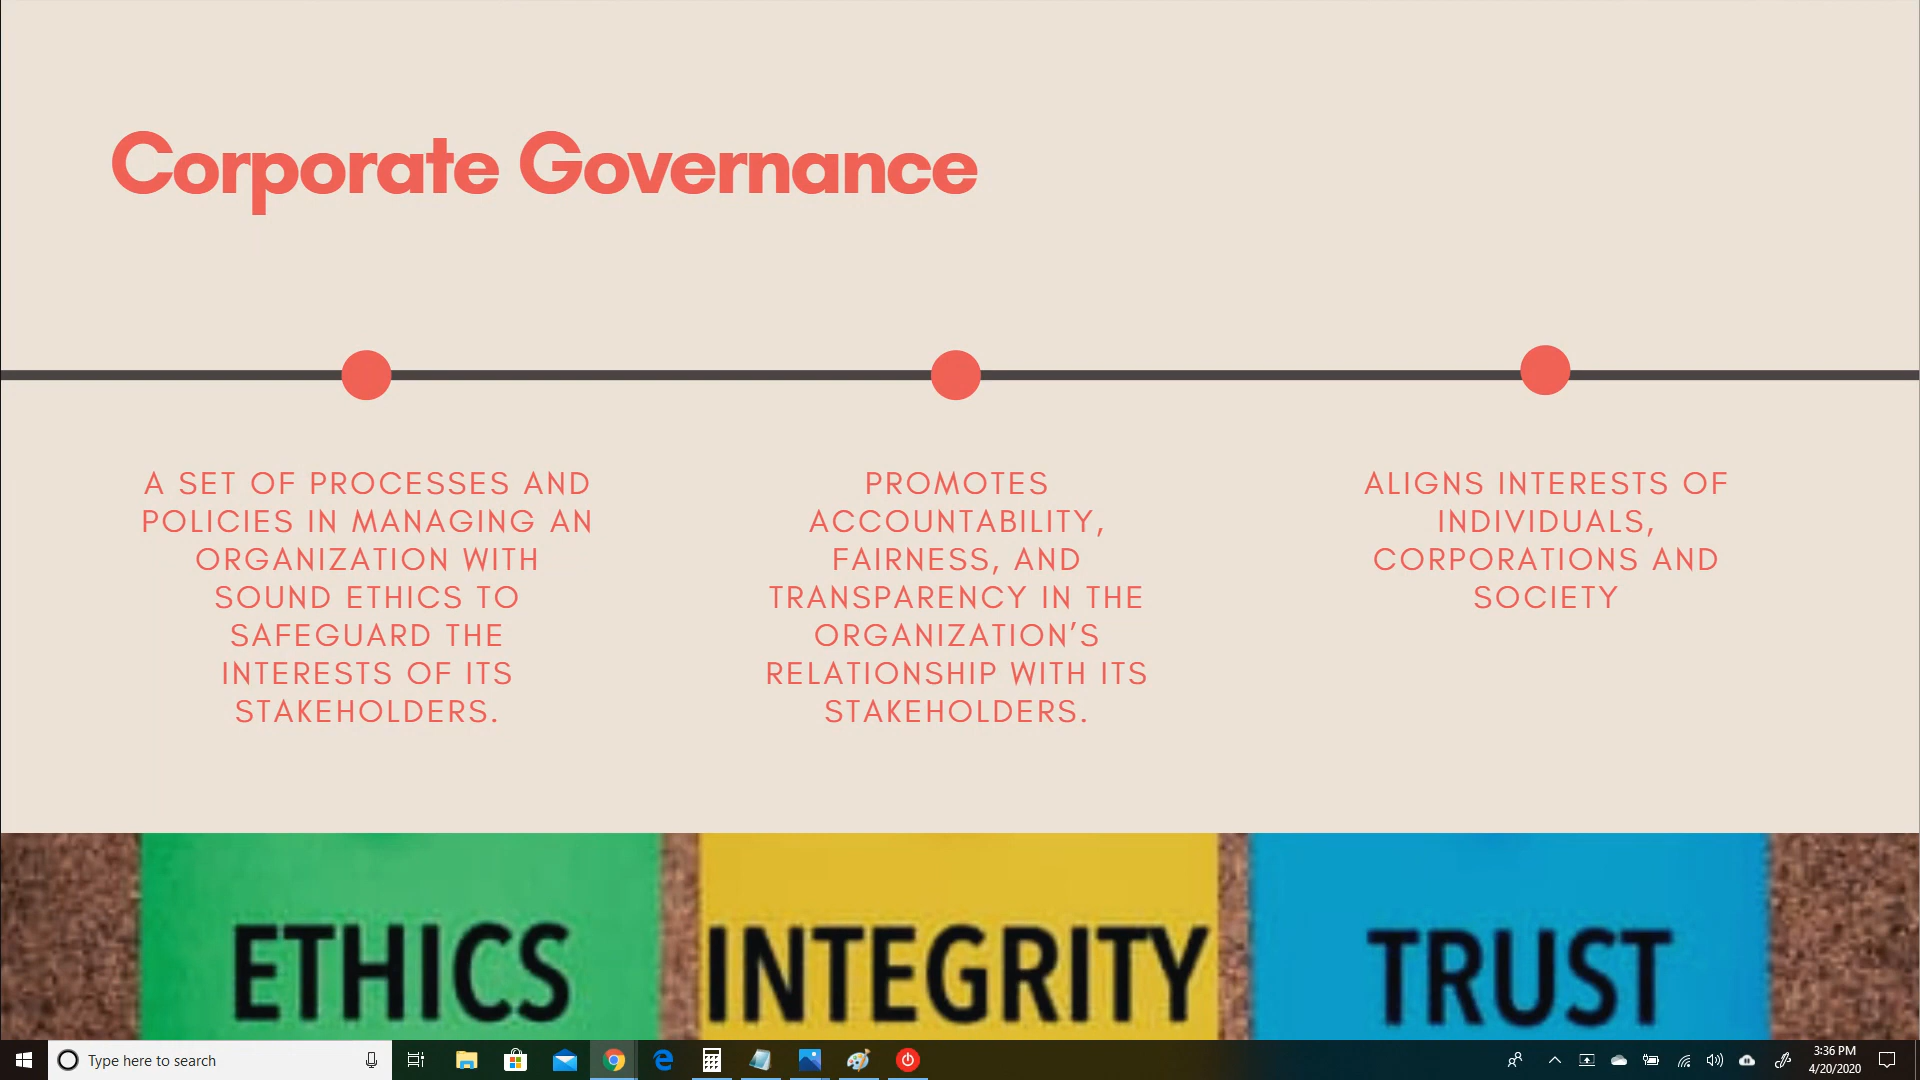 Corporate Governance
A SET OF PROCESSES AND
POLICIES IN MANAGING AN
ORGANIZATION WITH
SOUND ETHICS TO
SAFEGUARD THE
INTERESTS OF ITS
STAKEHOLDERS.
PROMOTES
ACCOUNTABILITY,
FAIRNESS, AND
TRANSPARENCY IN THE
ORGANIZATION’S
RELATIONSHIP WITH ITS
STAKEHOLDERS.
ALIGNS INTERESTS OF
INDIVIDUALS,
CORPORATIONS AND
SOCIETY
ETHICS
INTEGRITY
TRUST
Type here to search
3:36 PM
4/20/2020